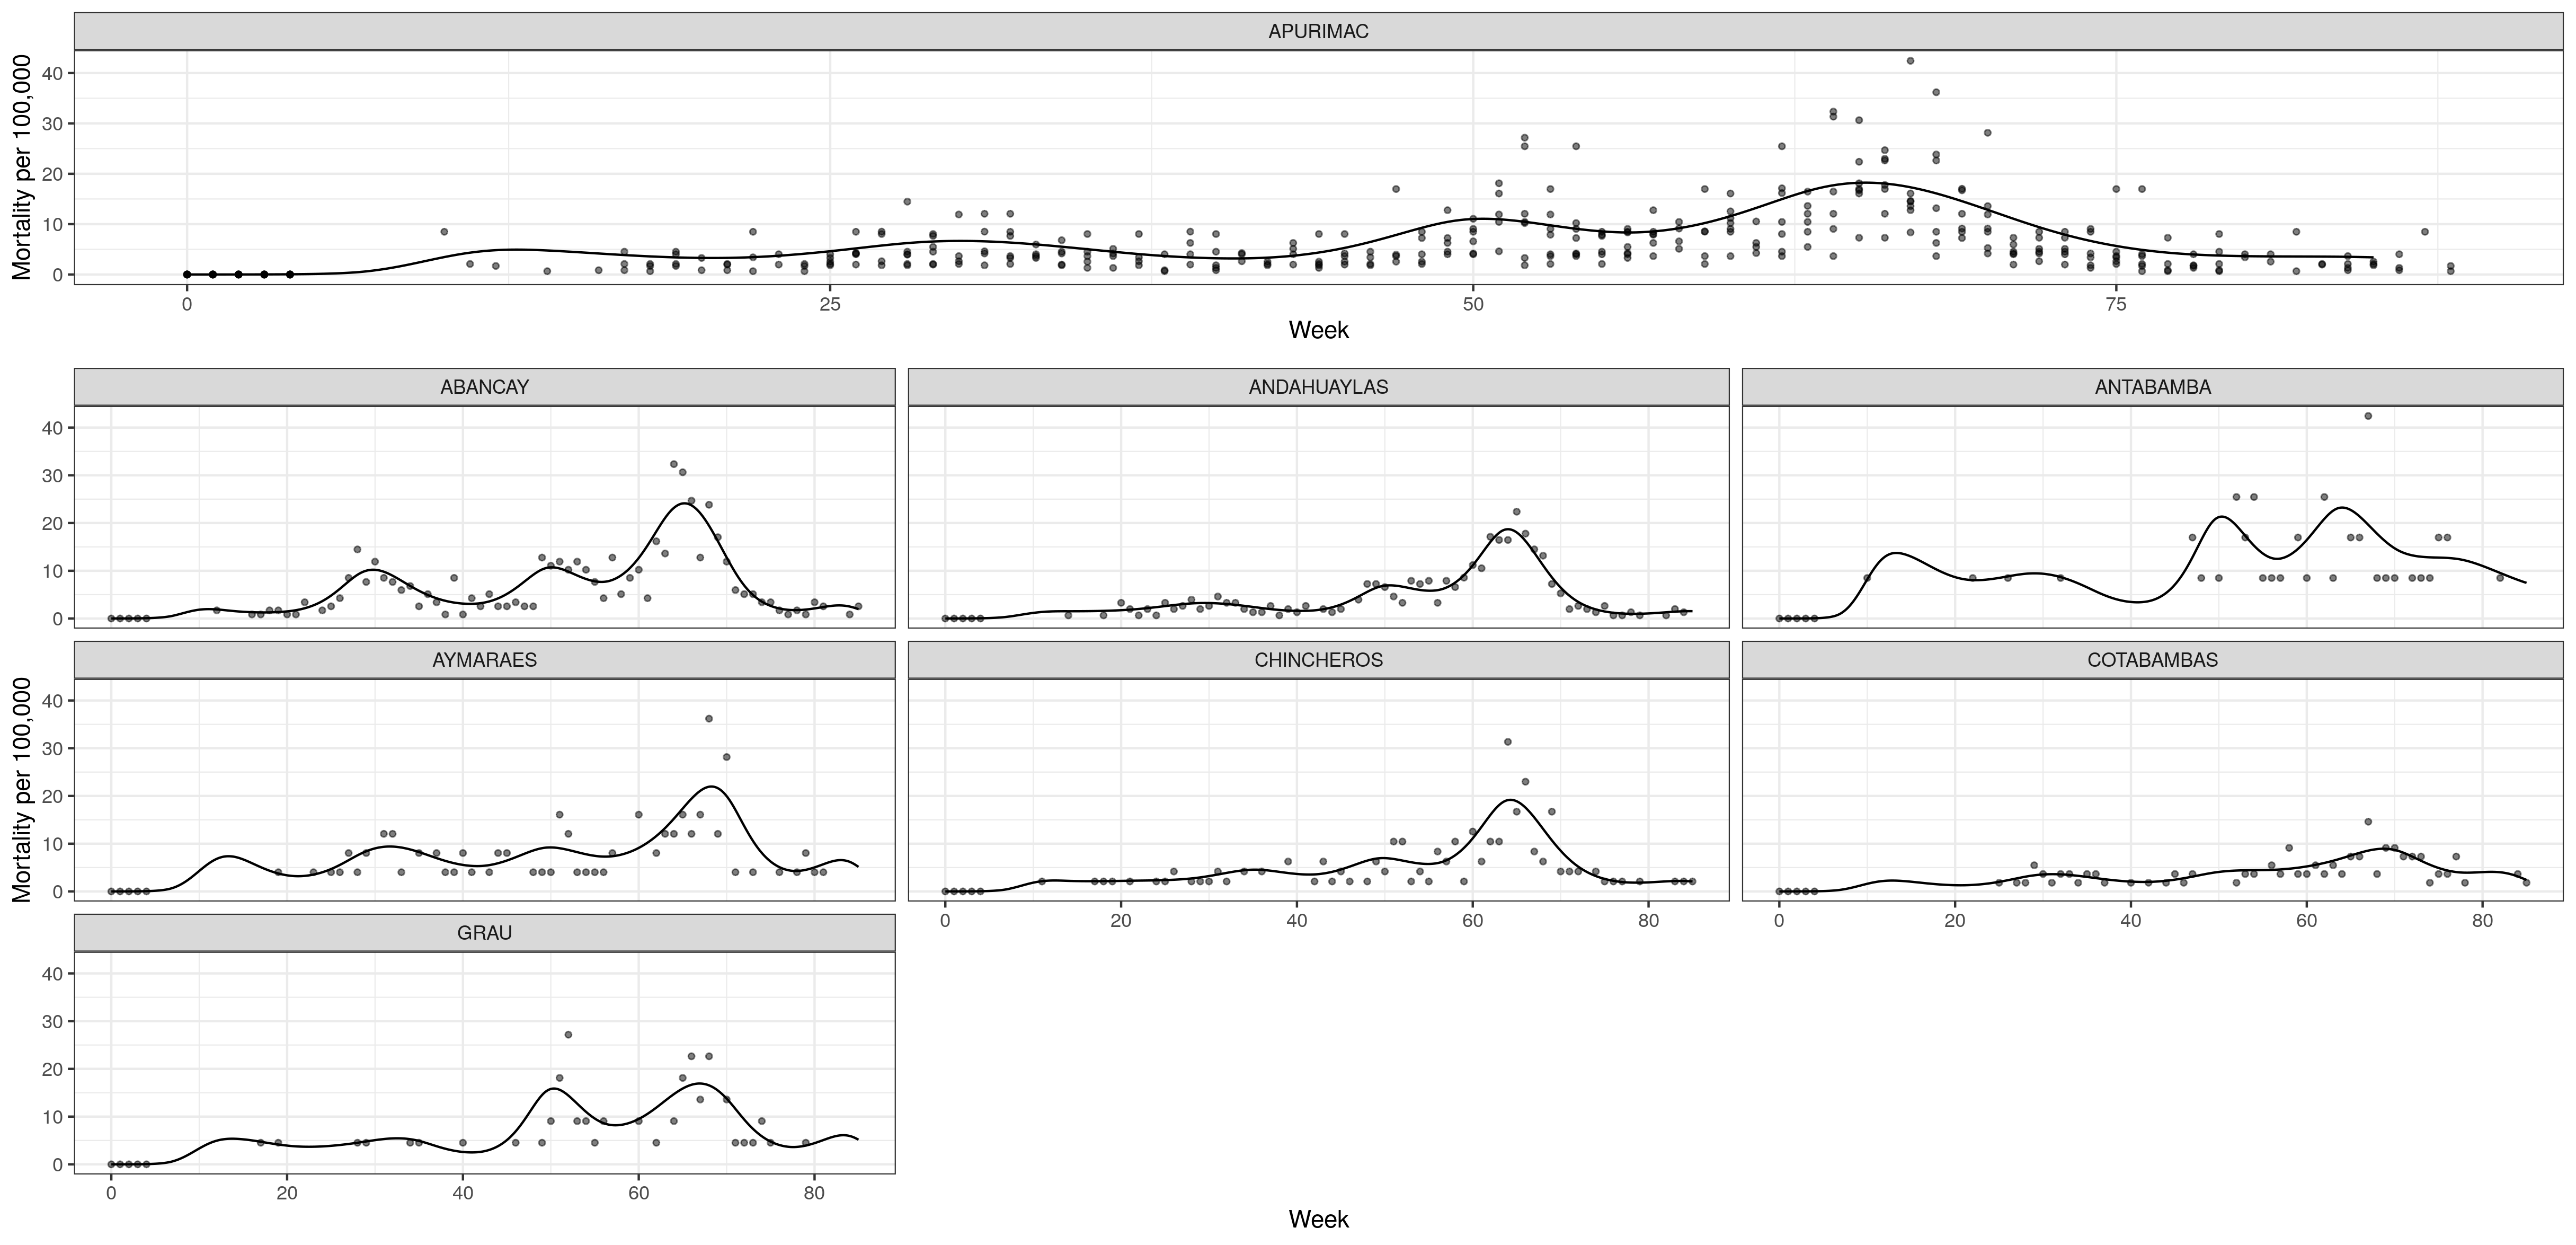 APURIMAC
Mortality per 100,000
40
30
20
10
0
0 25 50 75
Week
ABANCAY ANDAHUAYLAS ANTABAMBA
40
30
20
10
0
AYMARAES CHINCHEROS COTABAMBAS
Mortality per 100,000
40
30
20
10
0
0 20 40 60 80 0 20 40 60 80
GRAU
40
30
20
10
0
0 20 40 60 80
Week